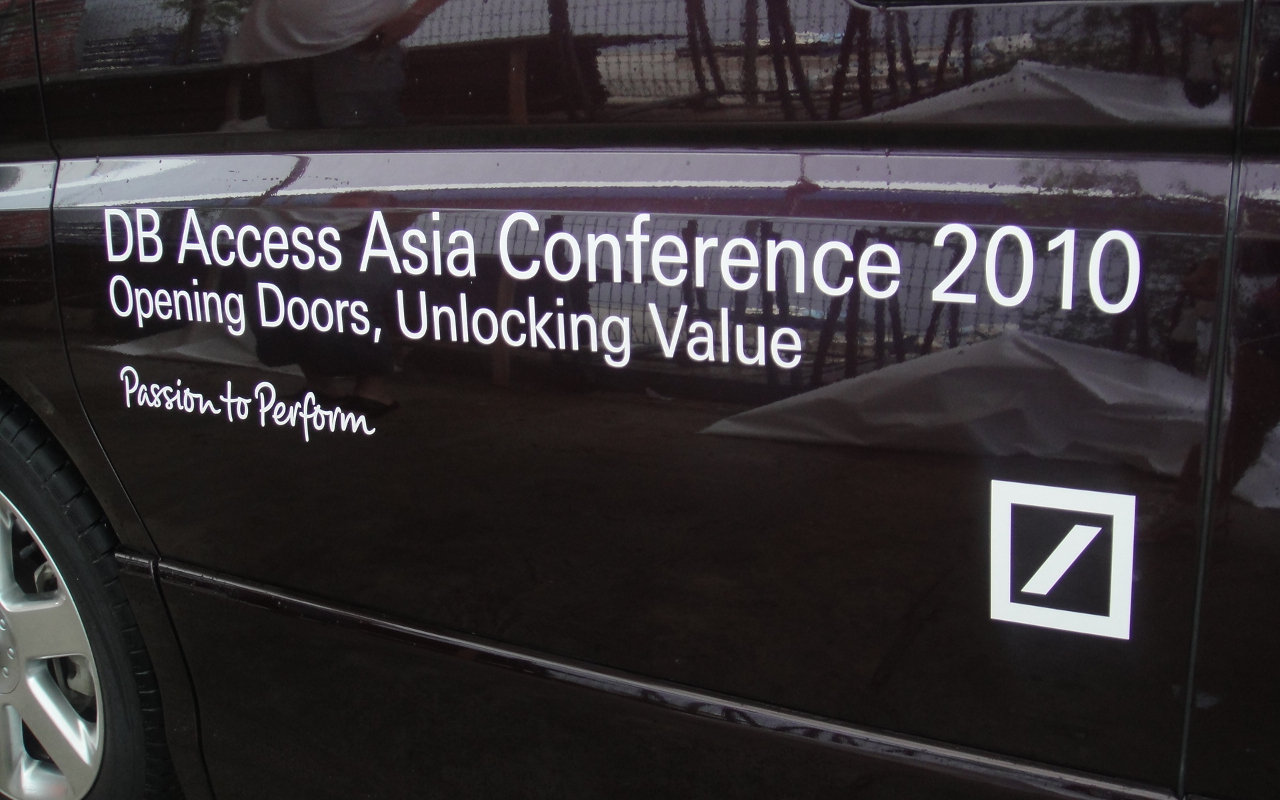 DB Access Asia Conference 2010
Opening Doors, Unlocking Value
Passion to Perform